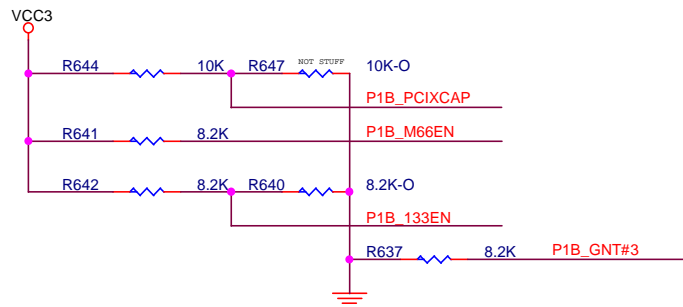 VCC3
R644 10K R647 NOT STUFF 10K-O
P1B_PCIXCAP
R641 8.2K P1B_M66EN
R642 8.2K R640 8.2K-O
P1B_133EN
R637 8.2K P1B_GNT#3